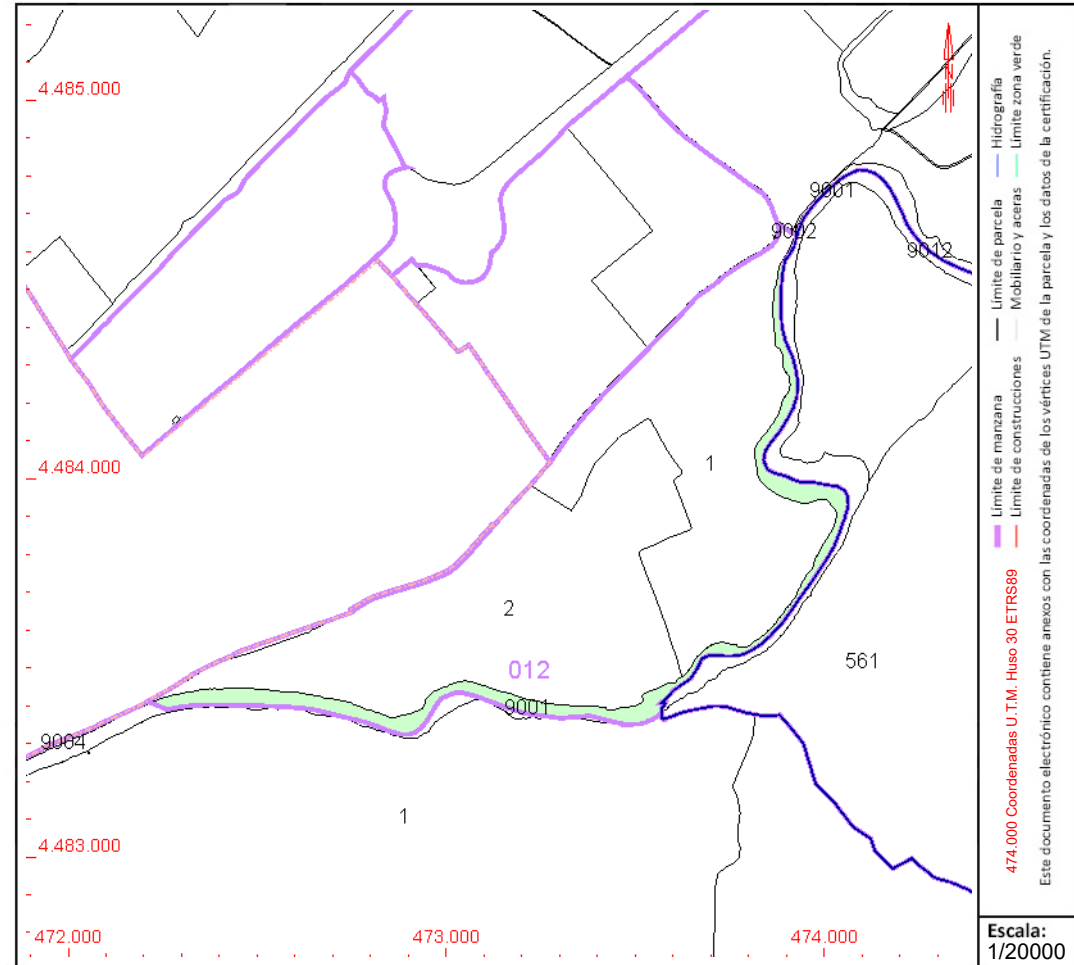 4.485.000
9001
9002
9012
4.484.000
1
2
561
012
9001
9004
1
4.483.000
472.000
473.000
474.000
Límite de manzana
Límite de parcela
Hidrografía
Límite de construcciones
Mobiliario y aceras
Límite zona verde
474.000 Coordenadas U.T.M. Huso 30 ETRS89
Este documento electrónico contiene anexos con las coordenadas de los vértices UTM de la parcela y los datos de la certificación.
Escala:
1/20000